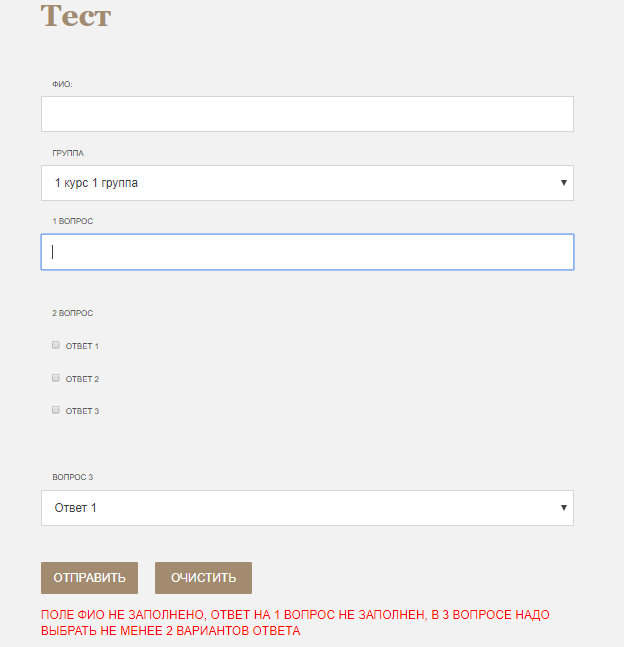 Тест
ФИО:
ГРУППА
1 курс 1 группа
1 ВОПРОС
2 ВОПРОС
ОТВЕТ 1
ОТВЕТ 2
ОТВЕТ 3
ВОПРОС 3
Ответ 1
ОТПРАВИТЬ ОЧИСТИТЬ
ПОЛЕ ФИО НЕ ЗАПОЛНЕНО, ОТВЕТ НА 1 ВОПРОС НЕ ЗАПОЛНЕН, В 3 ВОПРОСЕ НАДО
ВЫБРАТЬ НЕ МЕНЕЕ 2 ВАРИАНТОВ ОТВЕТА